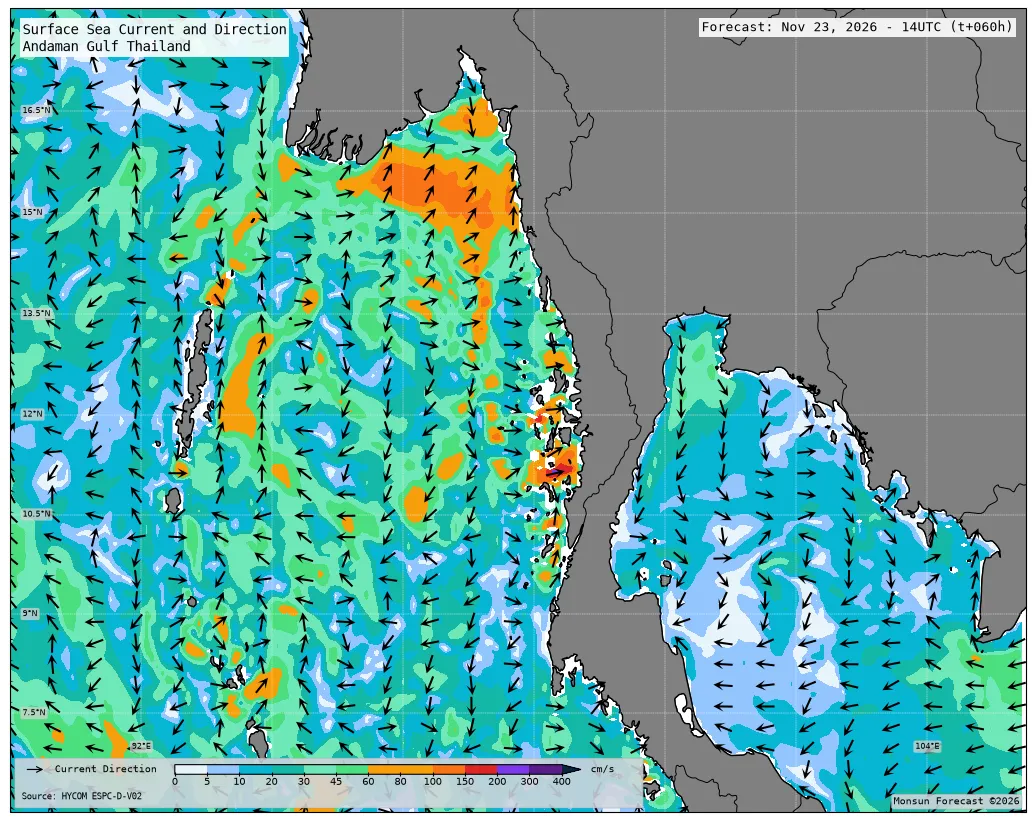 Surface Sea Current and Direction
Andaman Gulf Thailand
Forecast: Nov 23, 2026 - 14UTC (t+060h)
16.5°N
15°N
13.5°N
12°N
10.5°N
9°N
7.5°N
92°E
104°E
Current Direction
0 5 10 20 30 45 60 80 100 150 200 300 400 cm/s
Source: HYCOM ESPC-D-V02
Monsun Forecast ©2026